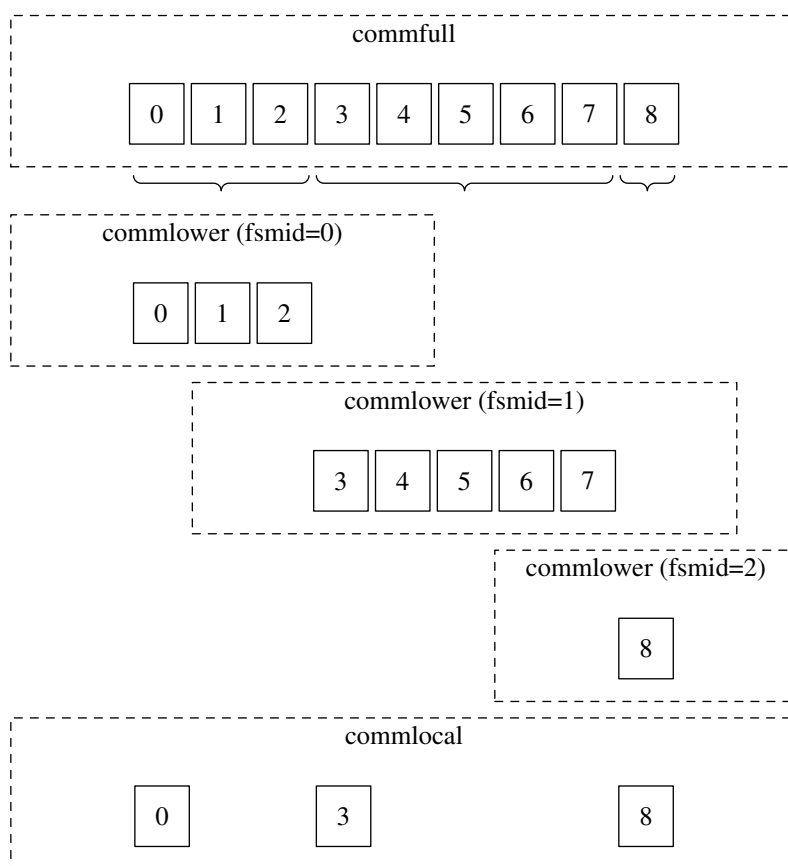 commfull
0 1 2 3 4 5 6 7 8
commlower (fsmid=0)
0 1 2
commlower (fsmid=1)
3 4 5 6 7
commlower (fsmid=2)
8
commlocal
0 3 8